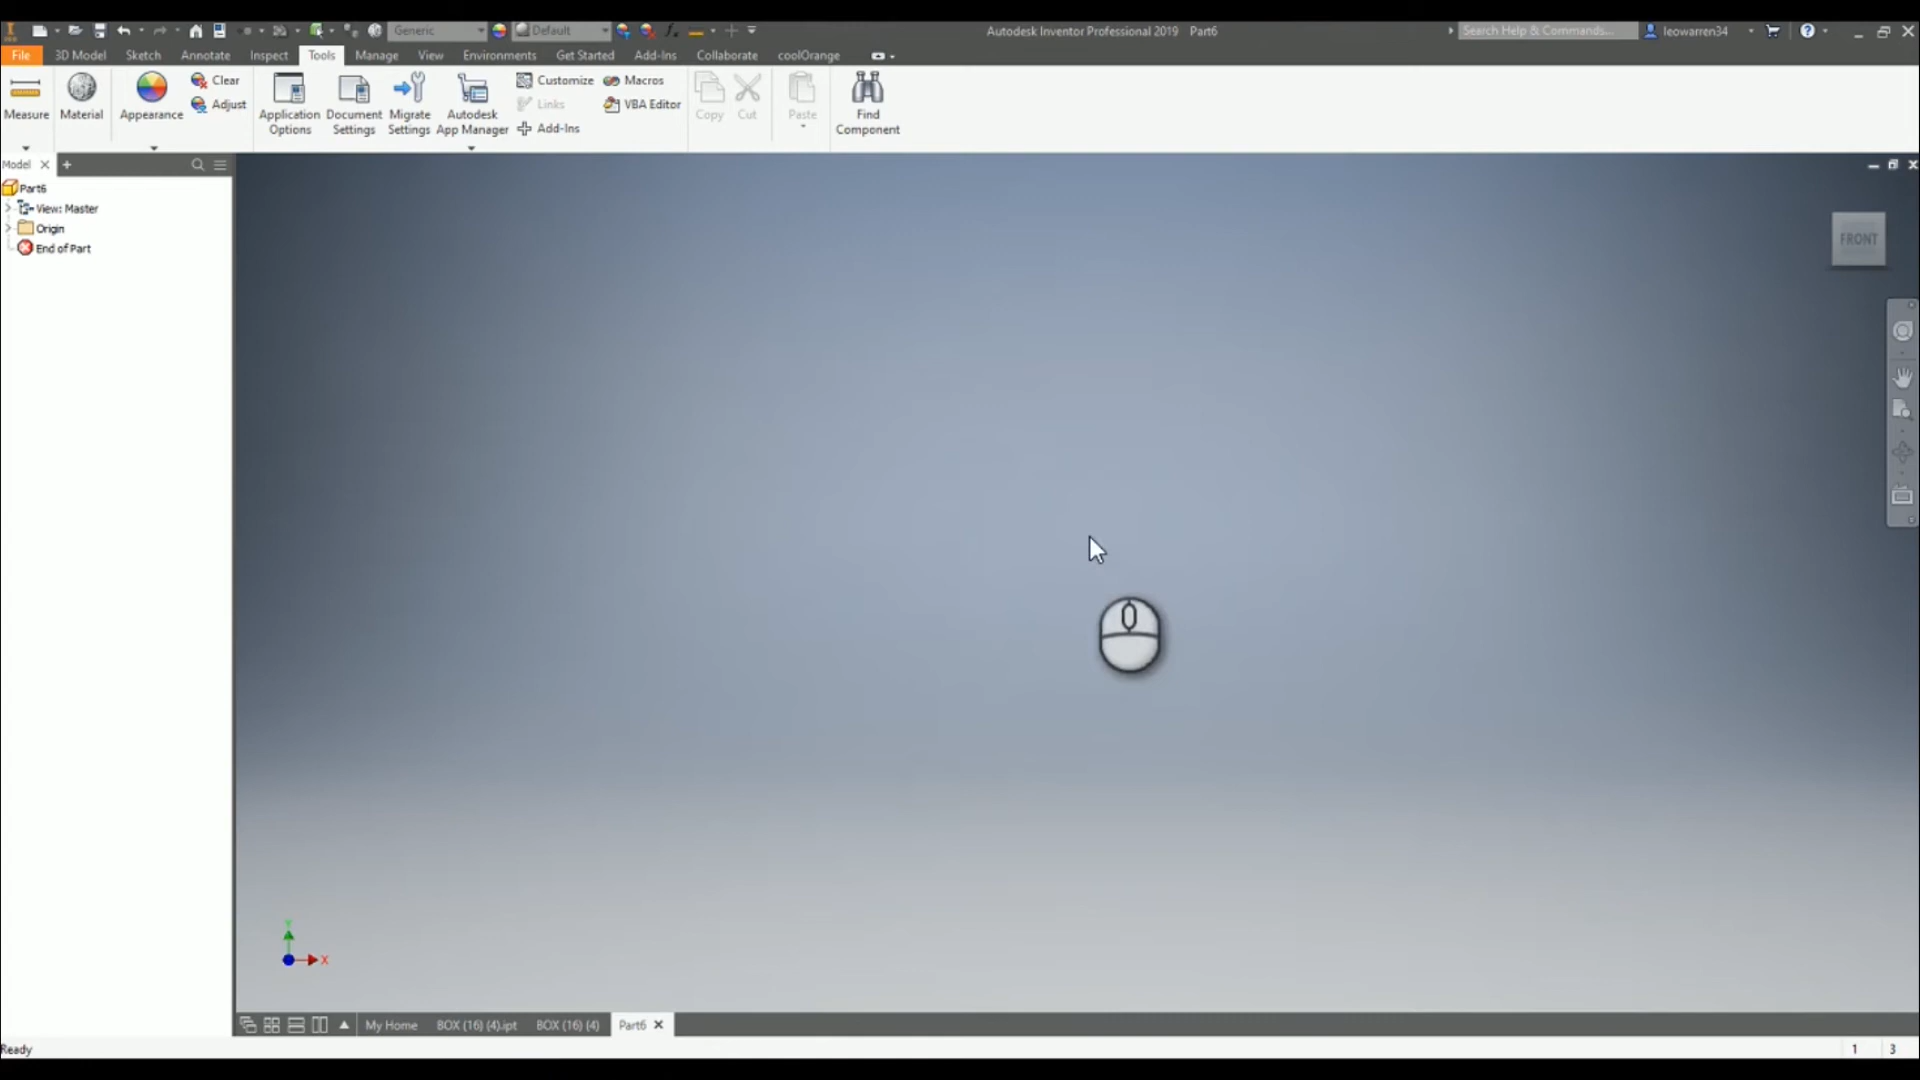 Generic
Default
Autodesk Inventor Professional 2019 Part6
Search Help & Commands...
leowarren34
File 3D Model Sketch Annotate Inspect Tools Manage View Environments Get Started Add-Ins Collaborate coolOrange
Measure
Material
Appearance
Clear
Adjust
Application Options
Document Settings
Migrate Settings
Autodesk App Manager
Customize
Links
Add-Ins
Macros
VBA Editor
Copy
Cut
Paste
Find Component
Model
Part6
View: Master
Origin
End of Part
FRONT
Y
X
My Home BOX (16) (4).ipt BOX (16) (4) Part6
Ready
1 3